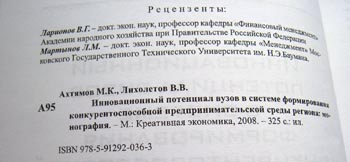 Рецензенты:
Ларионов В.Г. – докт. экон. наук, профессор кафедры «Финансовый менеджмент»
Академии народного хозяйства при Правительстве Российской Федерации
Мартынов Л.М. – докт. экон. наук, профессор кафедры «Менеджмент» Мос-
ковского Государственного Технического Университета им. Н.Э.Баумана.
Ахтямов М.К., Лихолетов В.В.
А95 Инновационный потенциал вузов в системе формирования
конкурентоспособной предпринимательской среды региона: мо-
нография. – М.: Креативная экономика, 2008. – 325 с.: ил.
ISBN 978-5-91292-036-3